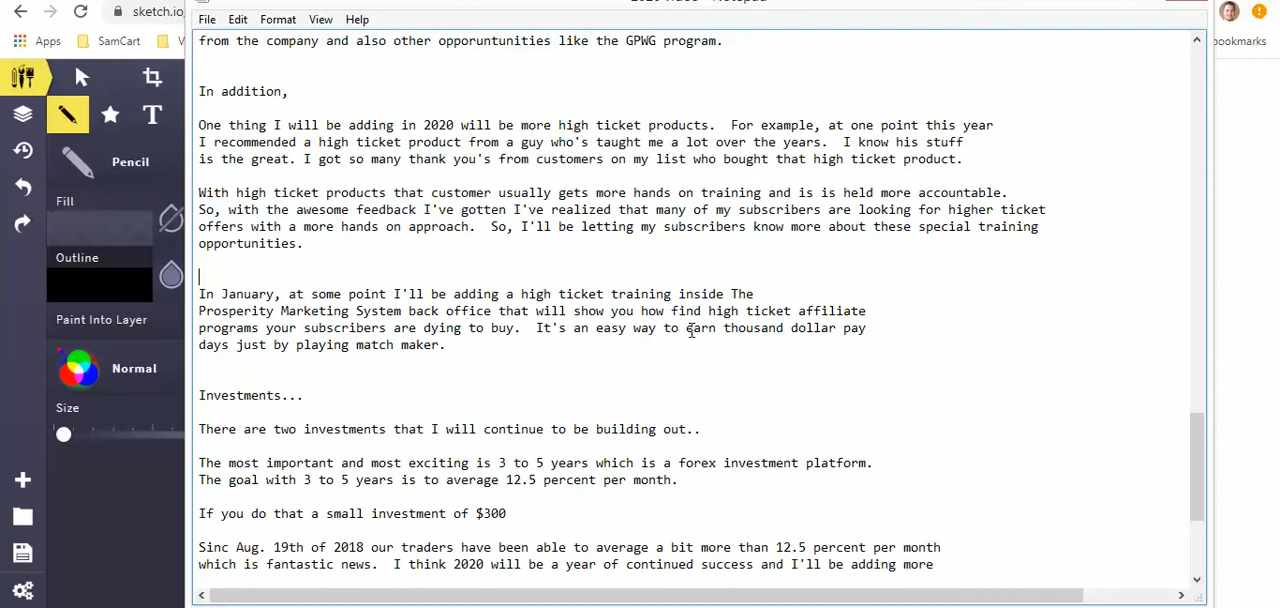 sketch.io
Apps
SamCart
ookmarks
File Edit Format View Help
from the company and also other opporuntunities like the GPWG program.
In addition,
One thing I will be adding in 2020 will be more high ticket products.  For example, at one point this year
I recommended a high ticket product from a guy who's taught me a lot over the years.  I know his stuff
is the great. I got so many thank you's from customers on my list who bought that high ticket product.
With high ticket products that customer usually gets more hands on training and is is held more accountable.
So, with the awesome feedback I've gotten I've realized that many of my subscribers are looking for higher ticket
offers with a more hands on approach.  So, I'll be letting my subscribers know more about these special training
opportunities.
In January, at some point I'll be adding a high ticket training inside The
Prosperity Marketing System back office that will show you how find high ticket affiliate
programs your subscribers are dying to buy.  It's an easy way to earn thousand dollar pay
days just by playing match maker.
Investments...
There are two investments that I will continue to be building out..
The most important and most exciting is 3 to 5 years which is a forex investment platform.
The goal with 3 to 5 years is to average 12.5 percent per month.
If you do that a small investment of $300
Sinc Aug. 19th of 2018 our traders have been able to average a bit more than 12.5 percent per month
which is fantastic news.  I think 2020 will be a year of continued success and I'll be adding more
Pencil
Fill
Outline
Paint Into Layer
Normal
Size